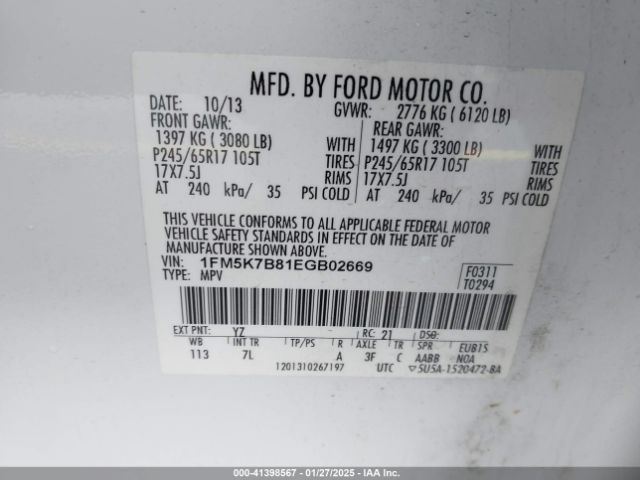 MFD. BY FORD MOTOR CO.
DATE: 10/13 GVWR: 2776 KG ( 6120 LB)
FRONT GAWR: REAR GAWR:
1397 KG ( 3080 LB) WITH 1497 KG ( 3300 LB) WITH
P245/65R17 105T TIRES P245/65R17 105T TIRES
17X7.5J RIMS 17X7.5J RIMS
AT 240 kPa/ 35 PSI COLD AT 240 kPa/ 35 PSI COLD
THIS VEHICLE CONFORMS TO ALL APPLICABLE FEDERAL MOTOR
VEHICLE SAFETY STANDARDS IN EFFECT ON THE DATE OF
MANUFACTURE SHOWN ABOVE.
VIN: 1FM5K7B81EGB02669 F0311
TYPE: MPV T0294
EXT PNT: YZ RC: 21 DSO:
WB INT TR TP/PS R AXLE TR SPR EUB15
113 7L A 3F C AABB NOA
1201310267197 UTC ▽5U5A-1520472-BA
000-41398567 • 01/27/2025 • IAAI.COM